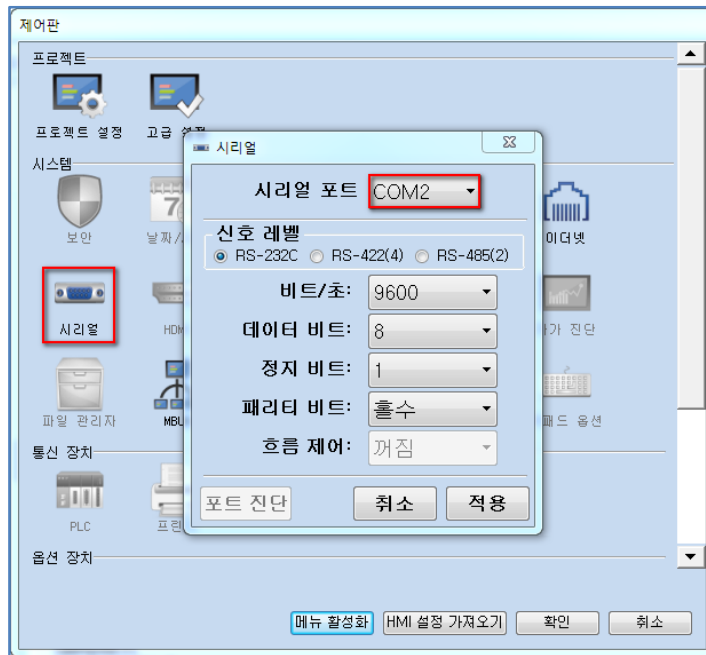 제어판
프로젝트
프로젝트 설정
고급
시스템
보안
날짜/
이더넷
시리얼
진단
파일 관리자
패드 옵션
통신 장치
PLC
옵션 장치
시리얼
시리얼 포트 COM2
신호 레벨
RS-232C RS-422(4) RS-485(2)
비트/초: 9600
데이터 비트: 8
정지 비트: 1
패리티 비트: 홀수
흐름 제어: 꺼짐
포트 진단 취소 적용
메뉴 활성화 HMI 설정 가져오기 확인 취소